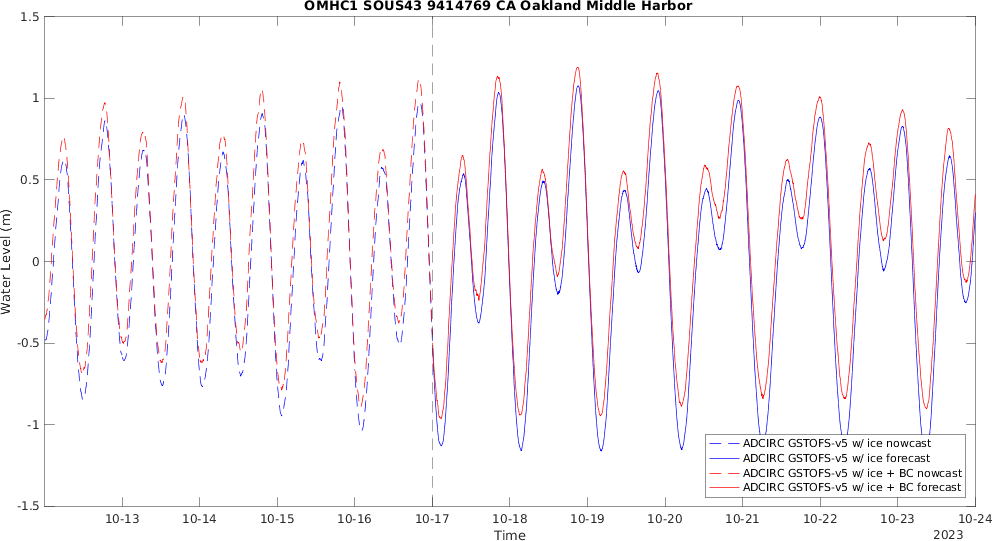 OMHC1 SOUS43 9414769 CA Oakland Middle Harbor
Water Level (m)
1.5
1
0.5
0
-0.5
-1
-1.5
10-13 10-14 10-15 10-16 10-17 10-18 10-19 10-20 10-21 10-22 10-23 10-24
Time
2023
ADCIRC GSTOFS-v5 w/ ice nowcast
ADCIRC GSTOFS-v5 w/ ice forecast
ADCIRC GSTOFS-v5 w/ ice + BC nowcast
ADCIRC GSTOFS-v5 w/ ice + BC forecast